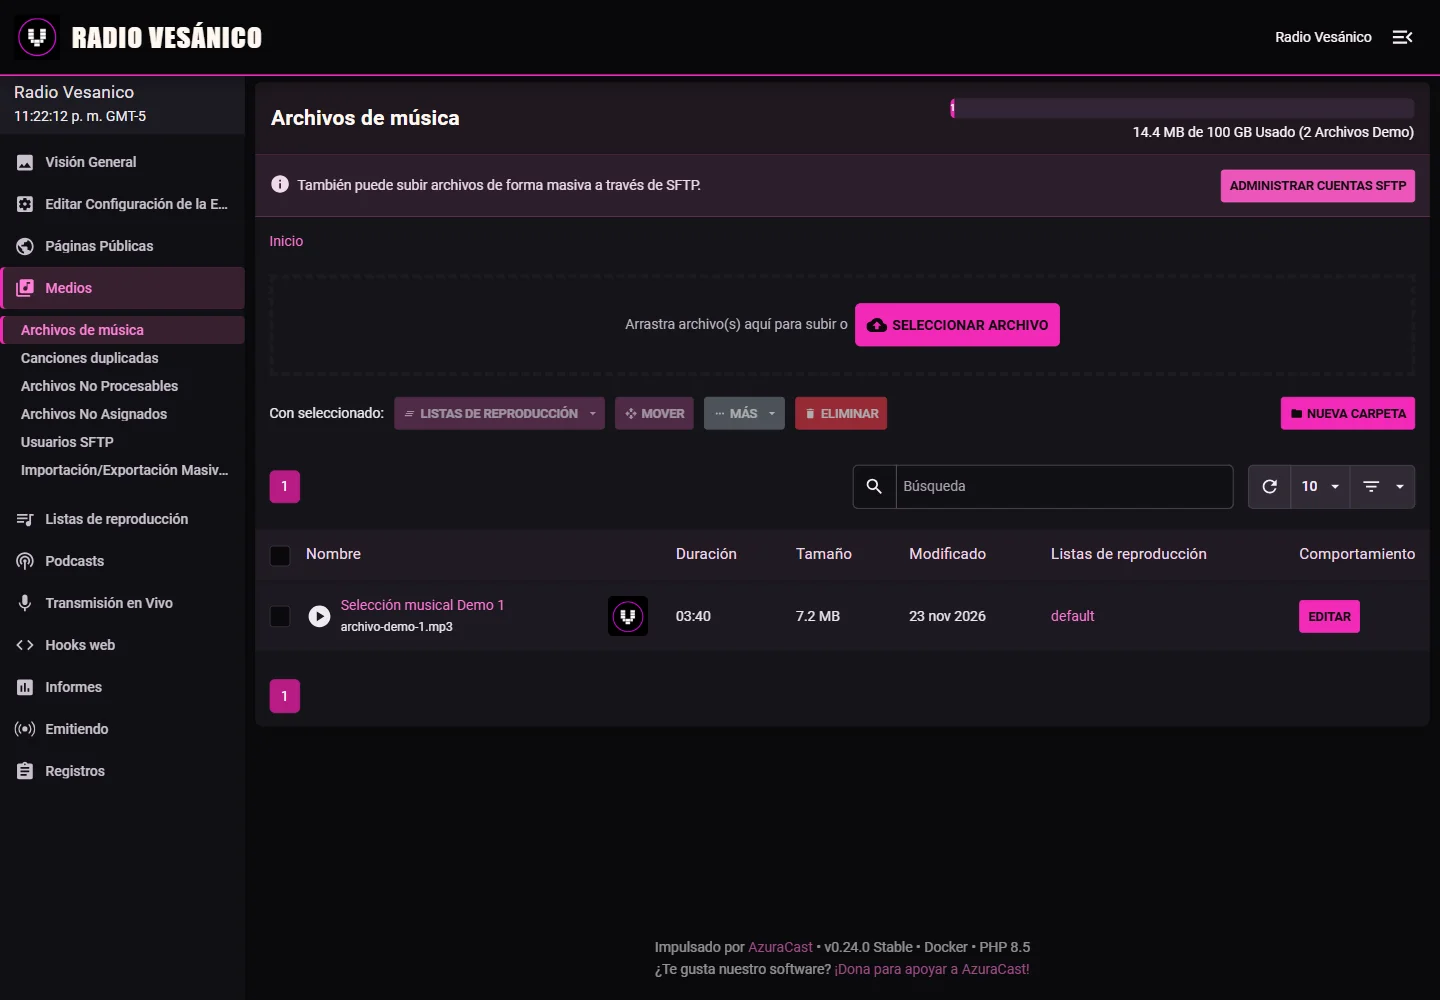 RADIO VESÁNICO
Radio Vesánico
Radio Vesanico
11:22:12 p. m. GMT-5
Visión General
Editar Configuración de la E...
Páginas Públicas
Medios
Archivos de música
Canciones duplicadas
Archivos No Procesables
Archivos No Asignados
Usuarios SFTP
Importación/Exportación Masiv...
Listas de reproducción
Podcasts
Transmisión en Vivo
Hooks web
Informes
Emitiendo
Registros
Archivos de música
14.4 MB de 100 GB Usado (2 Archivos Demo)
También puede subir archivos de forma masiva a través de SFTP.
ADMINISTRAR CUENTAS SFTP
Inicio
Arrastra archivo(s) aquí para subir o SELECCIONAR ARCHIVO
Con seleccionado: LISTAS DE REPRODUCCIÓN MOVER MÁS ELIMINAR NUEVA CARPETA
1
Búsqueda
10
Nombre Duración Tamaño Modificado Listas de reproducción Comportamiento
Selección musical Demo 1
archivo-demo-1.mp3
03:40 7.2 MB 23 nov 2026 default EDITAR
1
Impulsado por AzuraCast • v0.24.0 Stable • Docker • PHP 8.5
¿Te gusta nuestro software? ¡Dona para apoyar a AzuraCast!